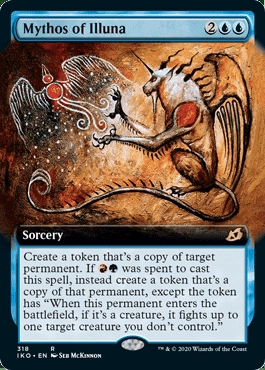 Mythos of Illuna 2
Sorcery
Create a token that's a copy of target
permanent. If was spent to cast
this spell, instead create a token that's a
copy of that permanent, except the token
has “When this permanent enters the
battlefield, if it's a creature, it fights up to
one target creature you don't control.”
318 R
IKO • EN Seb McKinnon
™ & © 2020 Wizards of the Coast